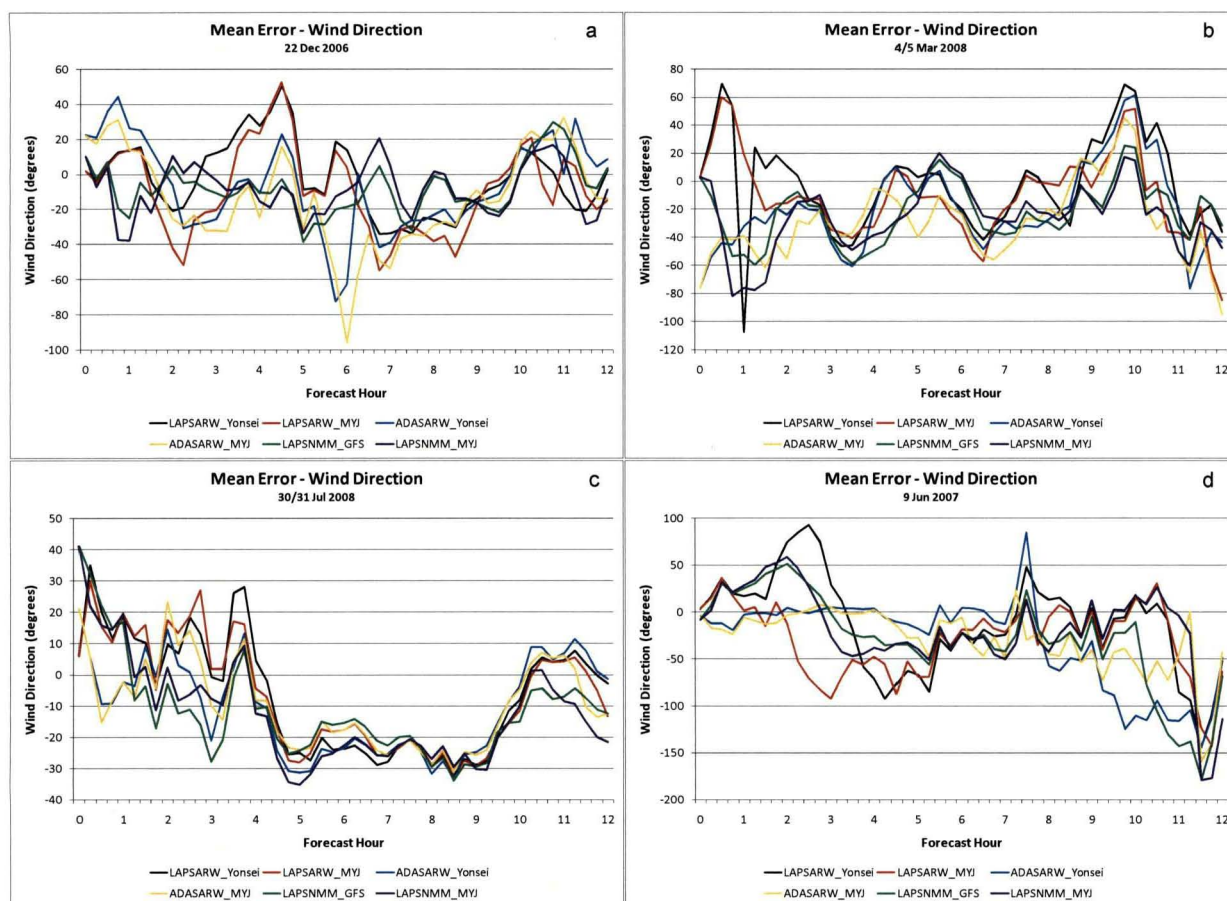 Mean Error - Wind Direction
a
22 Dec 2006
Wind Direction (degrees)
60
40
20
0
-20
-40
-60
-80
-100
0 1 2 3 4 5 6 7 8 9 10 11 12
Forecast Hour
LAPSARW_Yonsei LAPSARW_MYJ ADASARW_Yonsei
ADASARW_MYJ LAPSNMM_GFS LAPSNMM_MYJ
Mean Error - Wind Direction
b
4/5 Mar 2008
Wind Direction (degrees)
80
60
40
20
0
-20
-40
-60
-80
-100
-120
0 1 2 3 4 5 6 7 8 9 10 11 12
Forecast Hour
LAPSARW_Yonsei LAPSARW_MYJ ADASARW_Yonsei
ADASARW_MYJ LAPSNMM_GFS LAPSNMM_MYJ
Mean Error - Wind Direction
c
30/31 Jul 2008
Wind Direction (degrees)
50
40
30
20
10
0
-10
-20
-30
-40
0 1 2 3 4 5 6 7 8 9 10 11 12
Forecast Hour
LAPSARW_Yonsei LAPSARW_MYJ ADASARW_Yonsei
ADASARW_MYJ LAPSNMM_GFS LAPSNMM_MYJ
Mean Error - Wind Direction
d
9 Jun 2007
Wind Direction (degrees)
100
50
0
-50
-100
-150
-200
0 1 2 3 4 5 6 7 8 9 10 11 12
Forecast Hour
LAPSARW_Yonsei LAPSARW_MYJ ADASARW_Yonsei
ADASARW_MYJ LAPSNMM_GFS LAPSNMM_MYJ